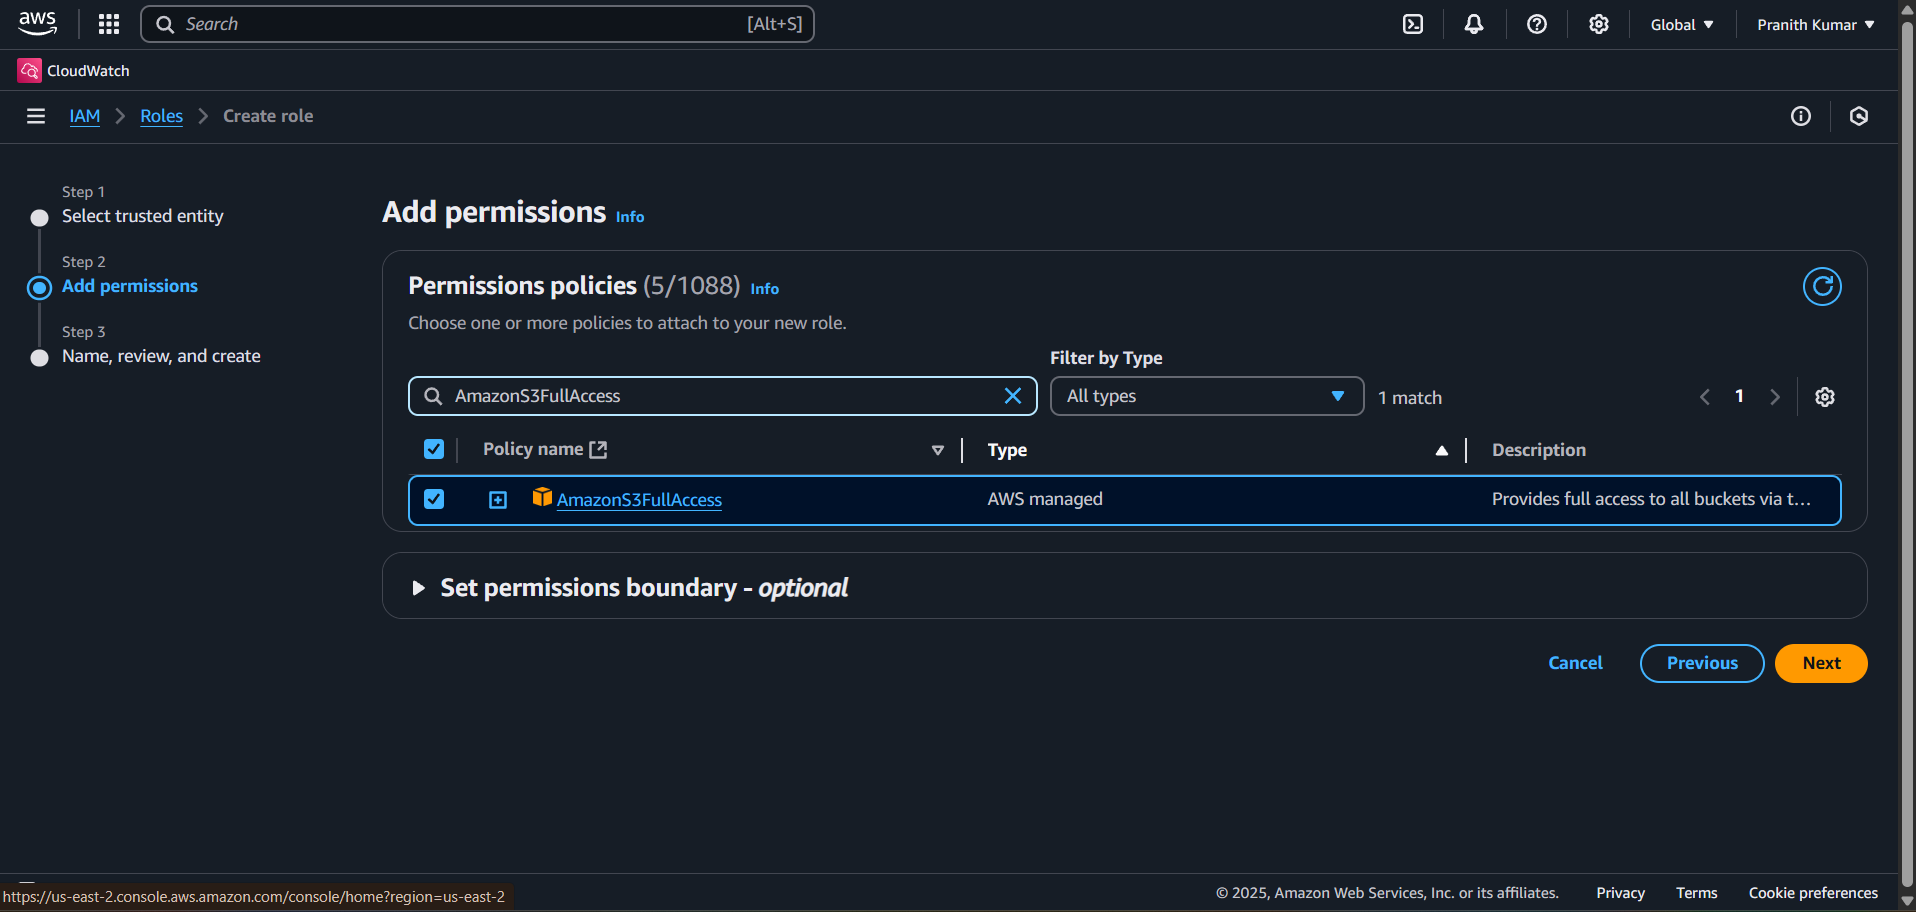 aws
Search [Alt+S]
Global
Pranith Kumar
CloudWatch
IAM
Roles
Create role
Step 1
Select trusted entity
Step 2
Add permissions
Step 3
Name, review, and create
Add permissions Info
Permissions policies (5/1088) Info
Choose one or more policies to attach to your new role.
Filter by Type
AmazonS3FullAccess
All types
1 match
1
Policy name
Type
Description
AmazonS3FullAccess
AWS managed
Provides full access to all buckets via t...
Set permissions boundary - optional
Cancel
Previous
Next
https://us-east-2.console.aws.amazon.com/console/home?region=us-east-2
© 2025, Amazon Web Services, Inc. or its affiliates.
Privacy
Terms
Cookie preferences